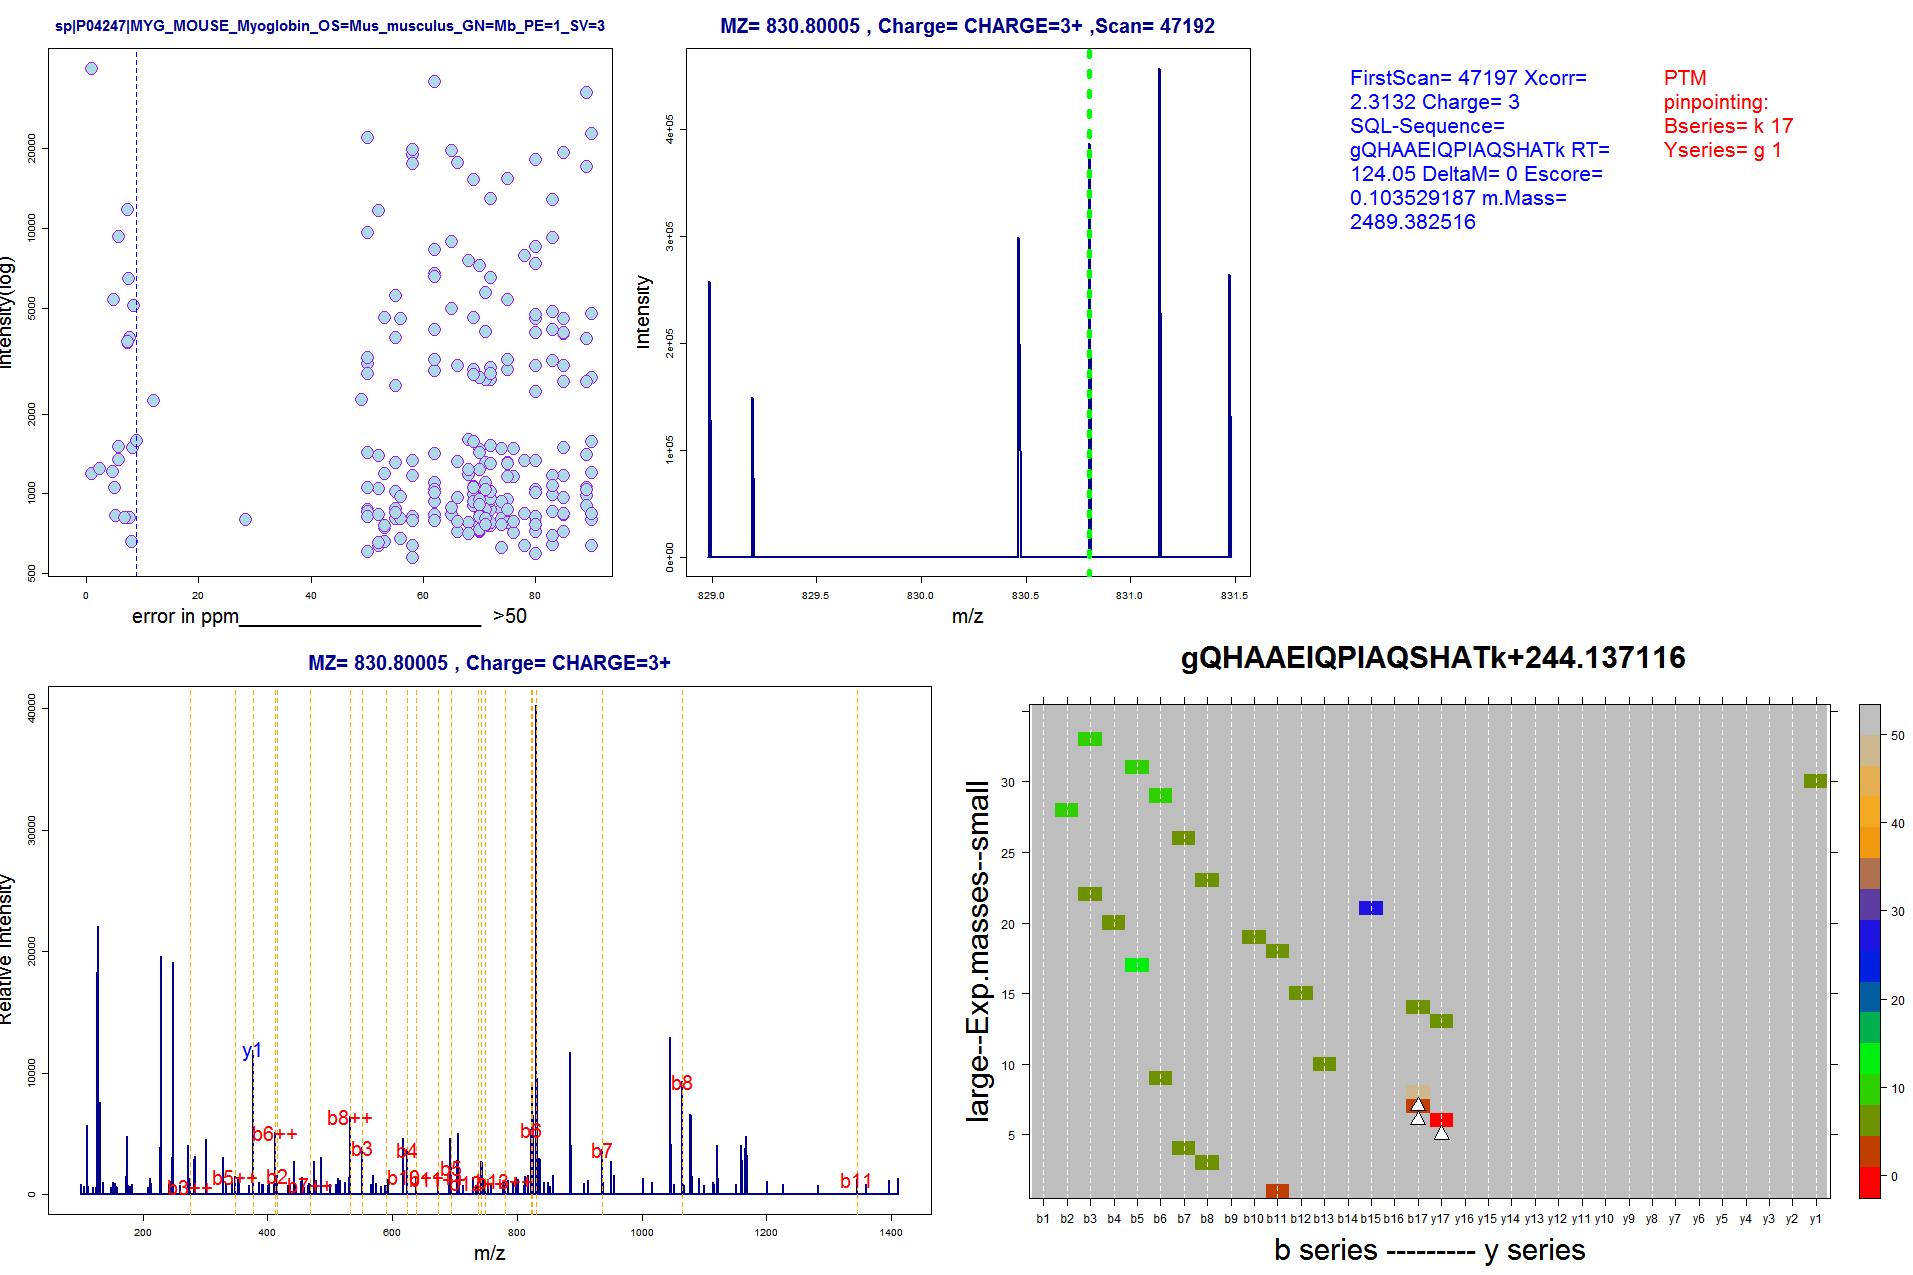 sp|P04247|MYG_MOUSE_Myoglobin_OS=Mus_musculus_GN=Mb_PE=1_SV=3
Intensity(log)
500 1000 2000 5000 10000 20000
0 20 40 60 80
error in ppm______________________ >50
MZ= 830.80005 , Charge= CHARGE=3+ ,Scan= 47192
Intensity
0e+00 1e+05 2e+05 3e+05 4e+05
829.0 829.5 830.0 830.5 831.0 831.5
m/z
FirstScan= 47197 Xcorr=
2.3132 Charge= 3
SQL-Sequence=
gQHAAEIQPIAQSHATk RT=
124.05 DeltaM= 0 Escore=
0.103529187 m.Mass=
2489.382516
PTM
pinpointing:
Bseries= k 17
Yseries= g 1
MZ= 830.80005 , Charge= CHARGE=3+
Relative Intensity
0 10000 20000 30000 40000
y1
b8
b8++
b6++
b6
b3
b4
b7
b5
b5++
b2
b3++
b7++
b11
200 400 600 800 1000 1200 1400
m/z
gQHAAEIQPIAQSHATk+244.137116
large--Exp.masses--small
5 10 15 20 25 30
b1 b2 b3 b4 b5 b6 b7 b8 b9 b10 b11 b12 b13 b14 b15 b16 b17 y17 y16 y15 y14 y13 y12 y11 y10 y9 y8 y7 y6 y5 y4 y3 y2 y1
b series --------- y series
0 10 20 30 40 50